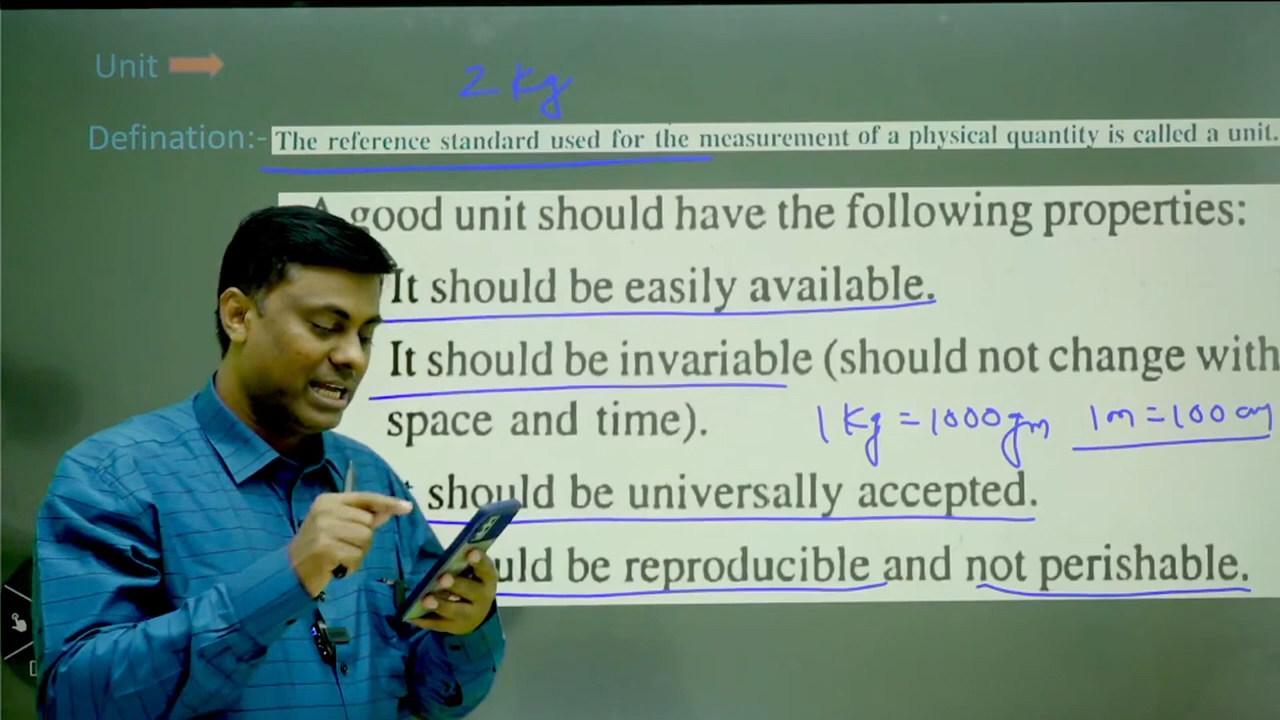 Unit
2 Kg
Defination:- The reference standard used for the measurement of a physical quantity is called a unit.
good unit should have the following properties:
It should be easily available.
It should be invariable (should not change with
space and time).
1 Kg = 1000 gm 1m = 100 cm
should be universally accepted.
be reproducible and not perishable.